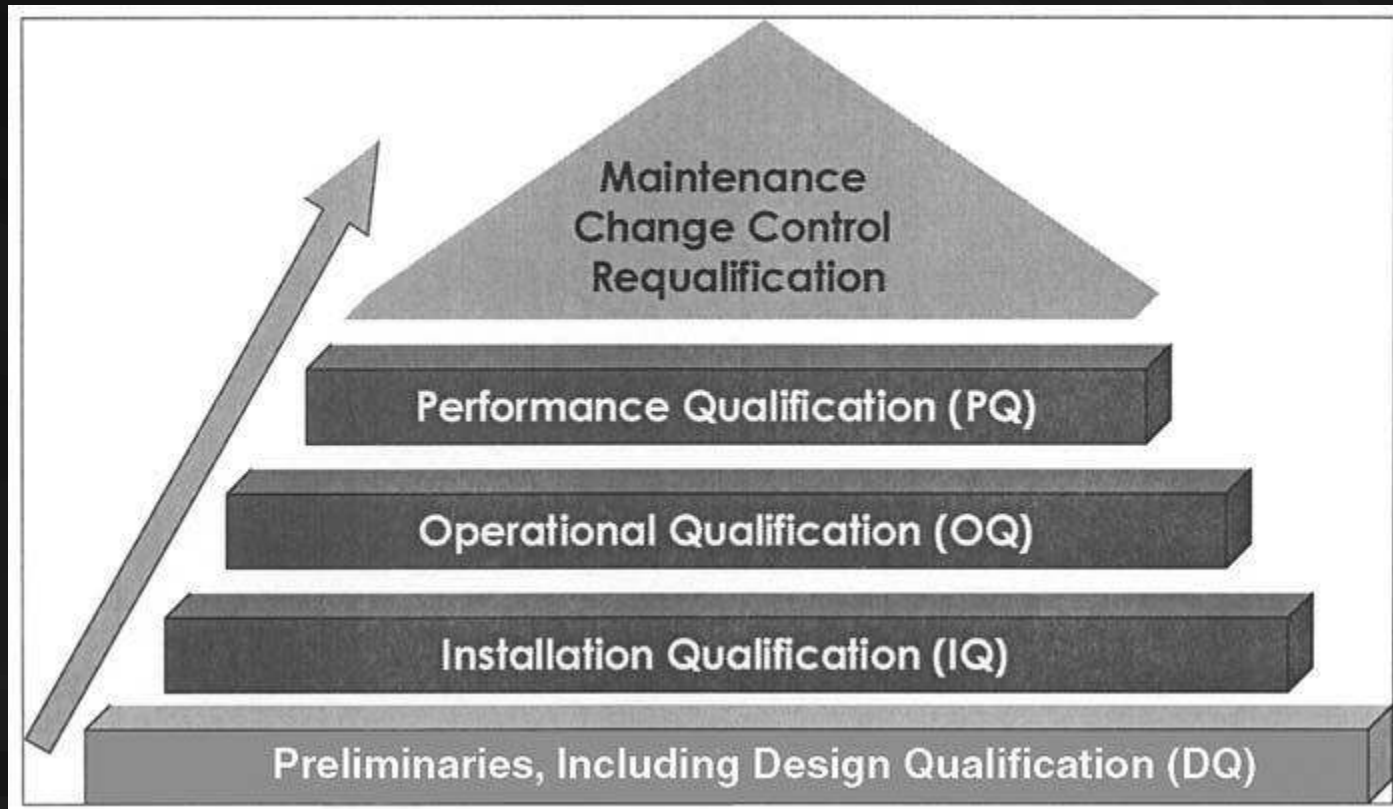 Maintenance
Change Control
Requalification
Performance Qualification (PQ)
Operational Qualification (OQ)
Installation Qualification (IQ)
Preliminaries, Including Design Qualification (DQ)